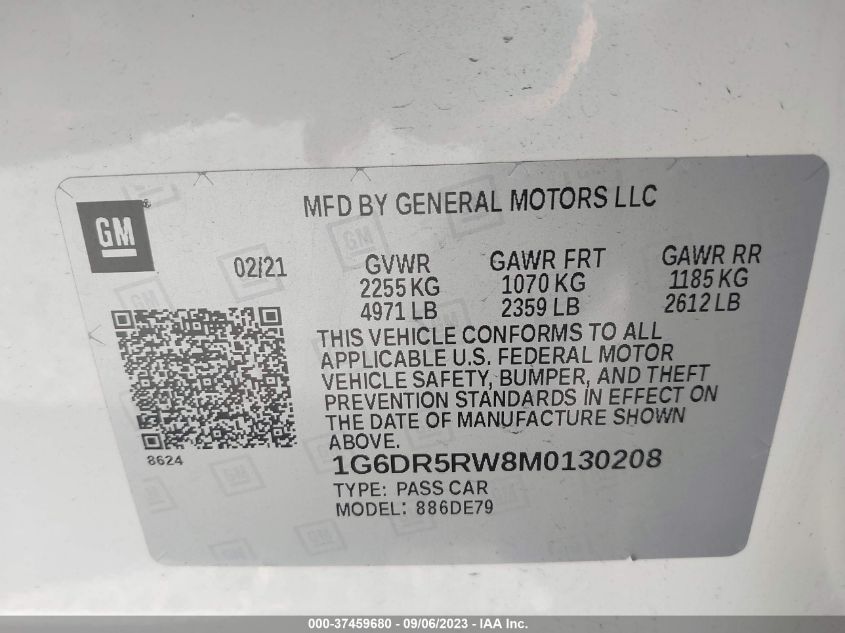 MFD BY GENERAL MOTORS LLC
GM ®
02/21
GVWR GAWR FRT GAWR RR
2255 KG 1070 KG 1185 KG
4971 LB 2359 LB 2612 LB
THIS VEHICLE CONFORMS TO ALL
APPLICABLE U.S. FEDERAL MOTOR
VEHICLE SAFETY, BUMPER, AND THEFT
PREVENTION STANDARDS IN EFFECT ON
THE DATE OF MANUFACTURE SHOWN
ABOVE.
8624
1G6DR5RW8M0130208
TYPE: PASS CAR
MODEL: 886DE79
000-37459680 - 09/06/2023 - IAA Inc.